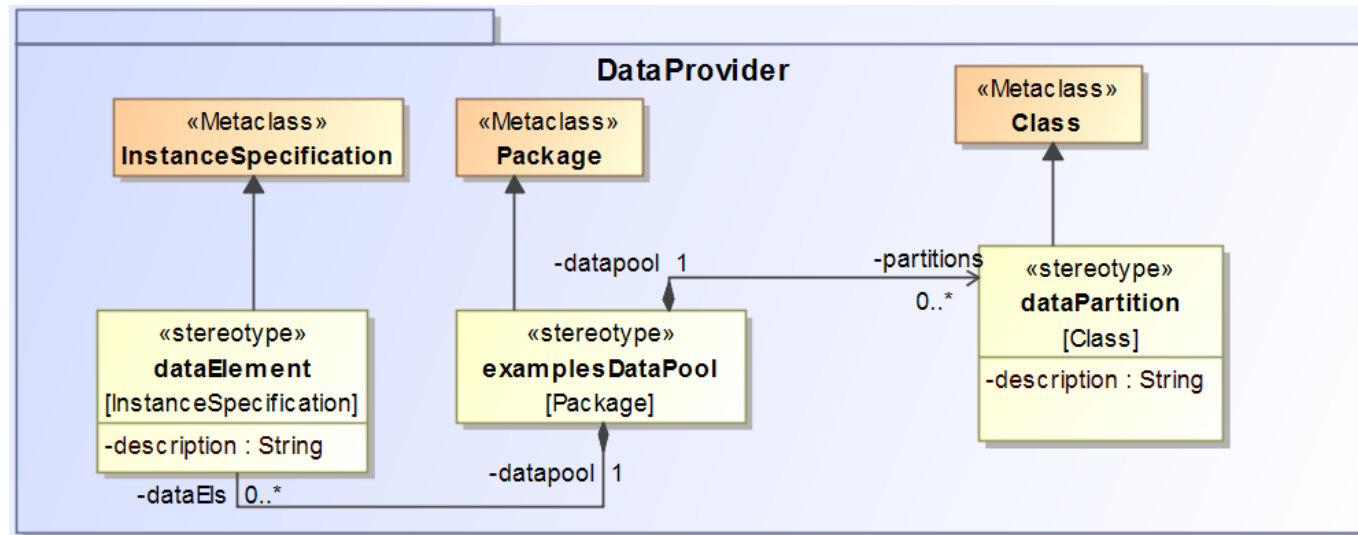 DataProvider
«Metaclass»
InstanceSpecification
«Metaclass»
Package
«Metaclass»
Class
-datapool 1
-partitions
0..*
«stereotype»
dataElement
[InstanceSpecification]
-description : String
«stereotype»
examplesDataPool
[Package]
«stereotype»
dataPartition
[Class]
-description : String
-datapool 1
-dataEls 0..*